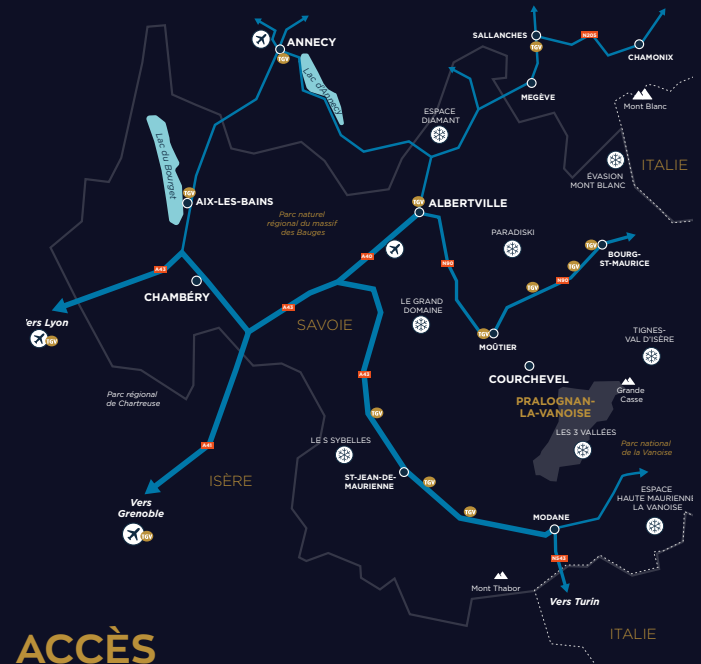 SALLANCHES
TGV
N205
CHAMONIX
ANNECY
TGV
Lac d'Annecy
MEGÈVE
Mont Blanc
ESPACE
DIAMANT
Lac du Bourget
ITALIE
ÉVASION
MONT BLANC
TGV
AIX-LES-BAINS
TGV
ALBERTVILLE
Parc naturel
régional du massif
des Bauges
PARADISKI
TGV
BOURG-
ST-MAURICE
A43
A40
N90
TGV
N90
TGV
CHAMBÉRY
LE GRAND
DOMAINE
A43
'ers Lyon
TGV
SAVOIE
TGV
MOÛTIER
TIGNES-
VAL D'ISÈRE
A43
COURCHEVEL
Grande
Casse
Parc régional
de Chartreuse
PRALOGNAN-
LA-VANOISE
TGV
LES 3 VALLÉES
A41
LE S SYBELLES
Parc national
de la Vanoise
ISÈRE
ST-JEAN-DE-
MAURIENNE
TGV
Vers
Grenoble
TGV
TGV
MODANE
ESPACE
HAUTE MAURIENNE
LA VANOISE
N543
Mont Thabor
Vers Turin
ITALIE
ACCÈS